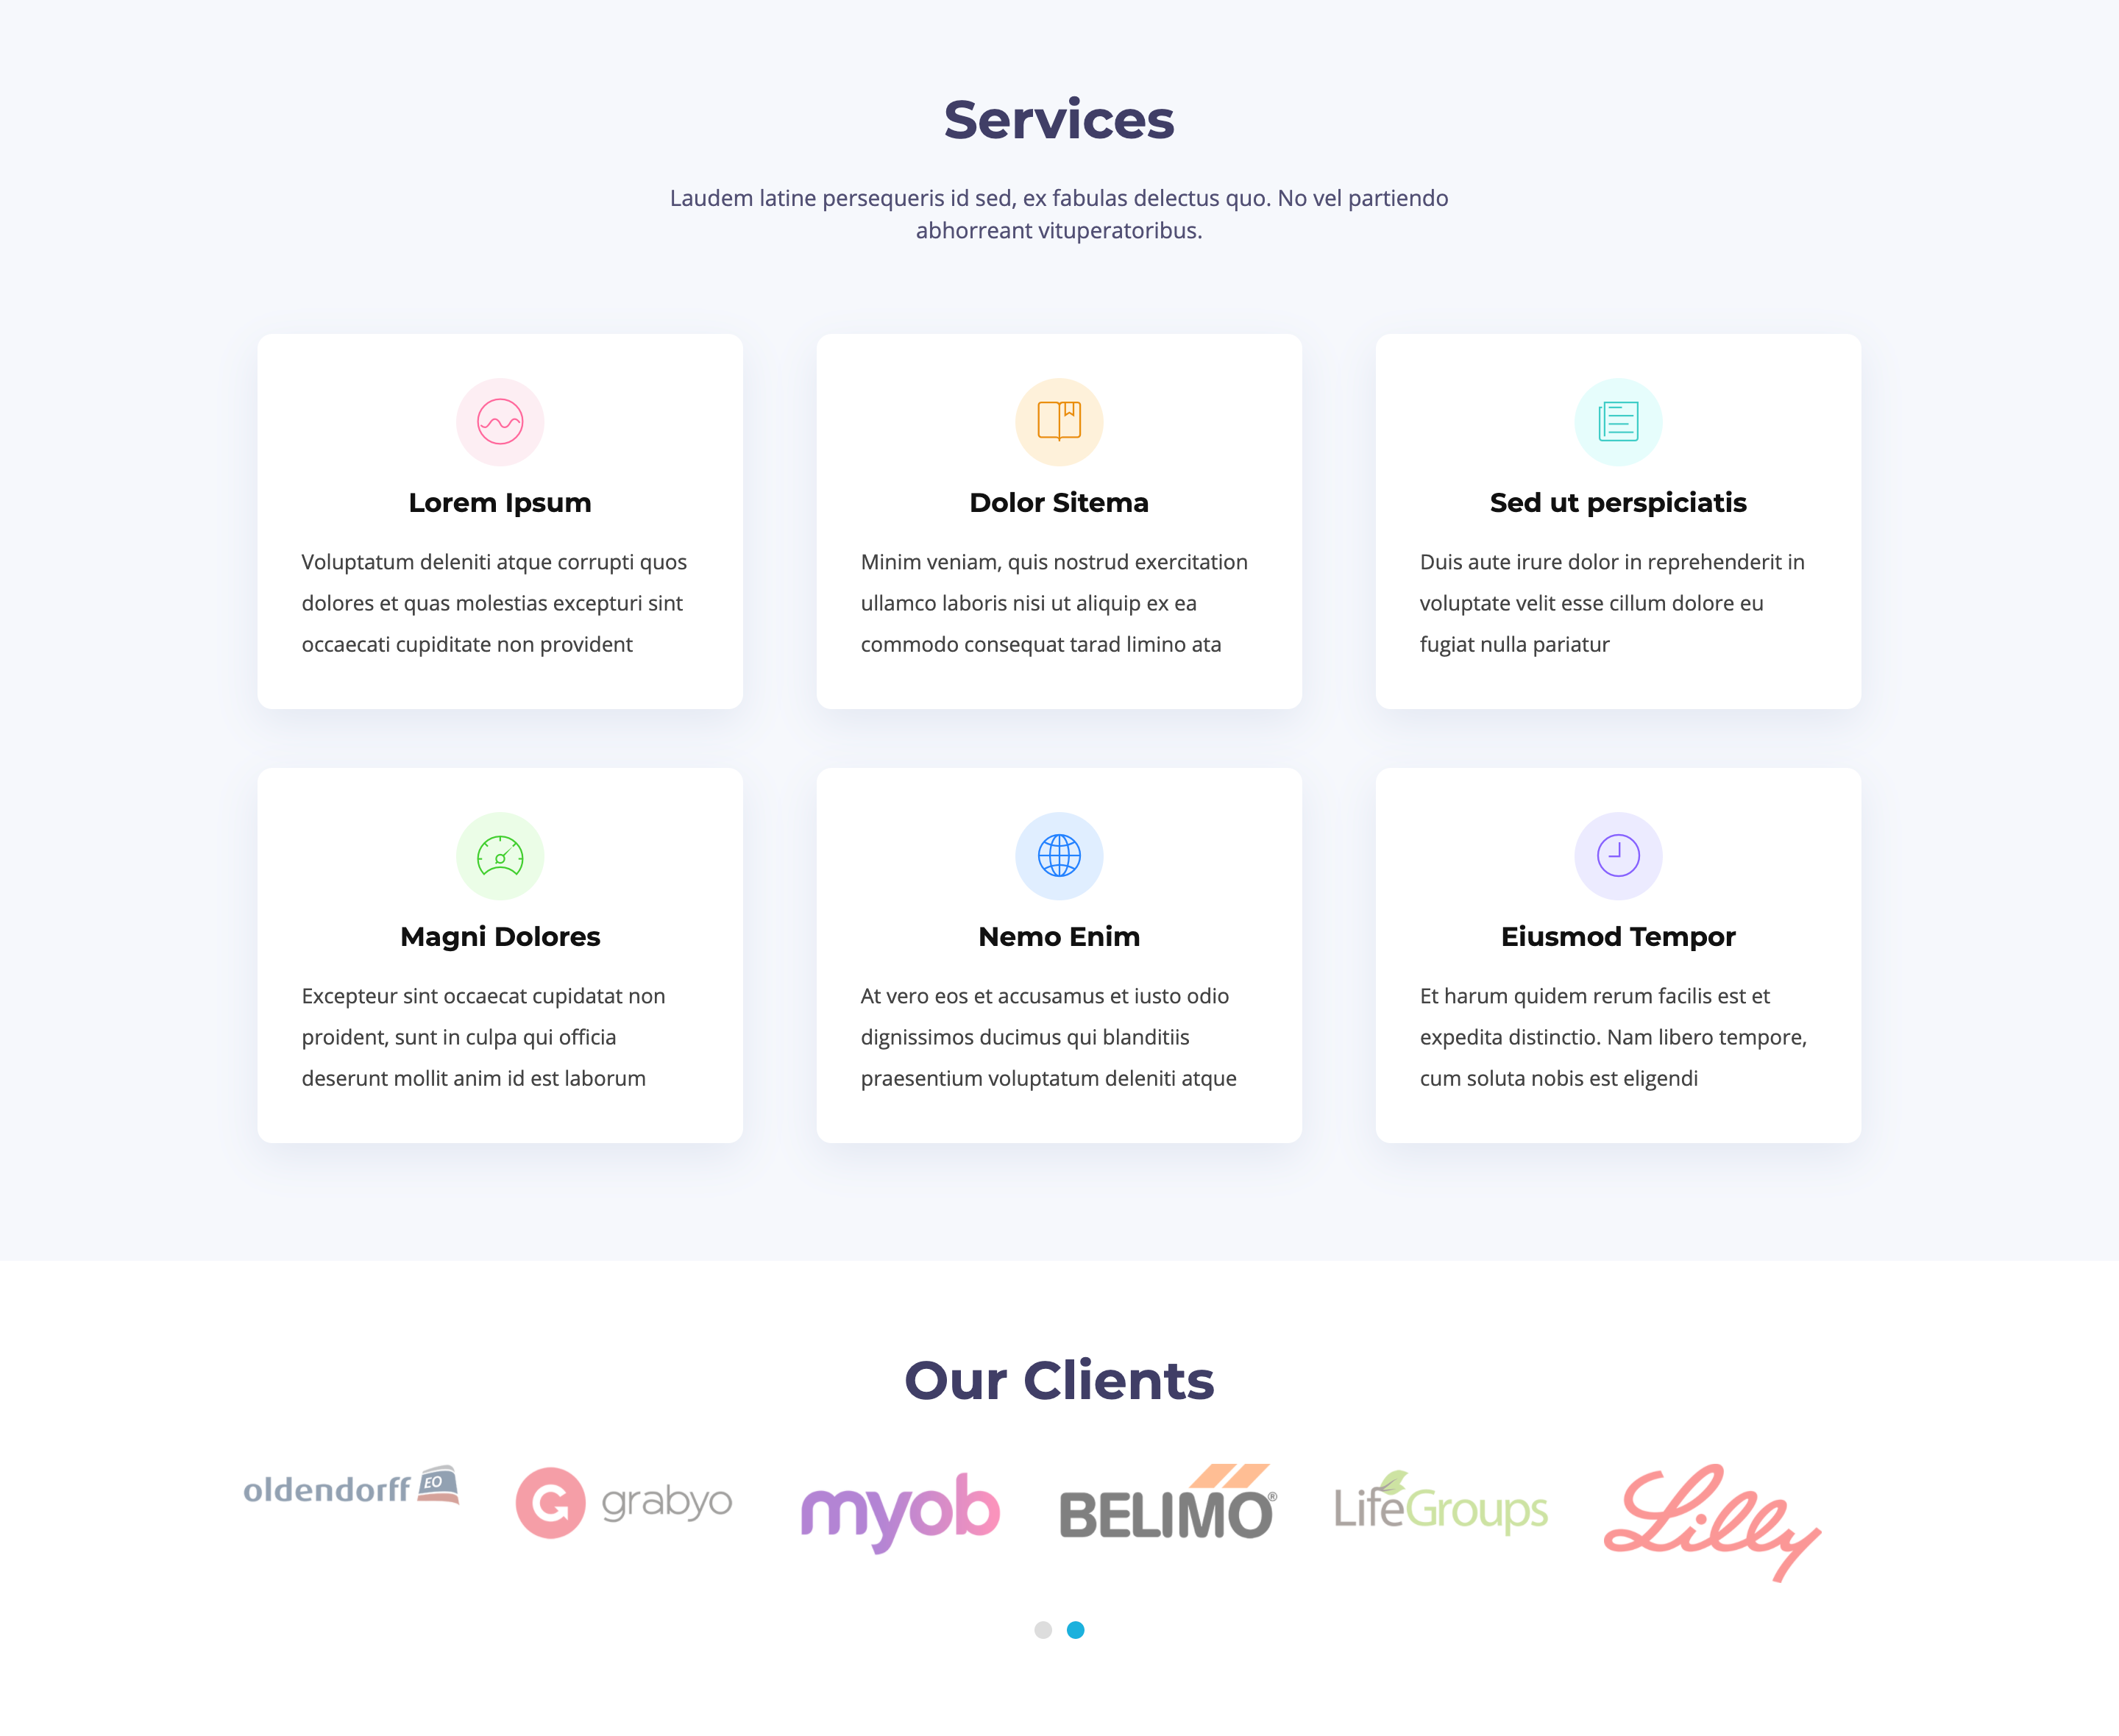 Services
Laudem latine persequeris id sed, ex fabulas delectus quo. No vel partiendo
abhorreant vituperatoribus.
Lorem Ipsum
Voluptatum deleniti atque corrupti quos
dolores et quas molestias excepturi sint
occaecati cupiditate non provident
Dolor Sitema
Minim veniam, quis nostrud exercitation
ullamco laboris nisi ut aliquip ex ea
commodo consequat tarad limino ata
Sed ut perspiciatis
Duis aute irure dolor in reprehenderit in
voluptate velit esse cillum dolore eu
fugiat nulla pariatur
Magni Dolores
Excepteur sint occaecat cupidatat non
proident, sunt in culpa qui officia
deserunt mollit anim id est laborum
Nemo Enim
At vero eos et accusamus et iusto odio
dignissimos ducimus qui blanditiis
praesentium voluptatum deleniti atque
Eiusmod Tempor
Et harum quidem rerum facilis est et
expedita distinctio. Nam libero tempore,
cum soluta nobis est eligendi
Our Clients
oldendorff EO
G grabyo
myob
BELIMO®
LifeGroups
Lilly